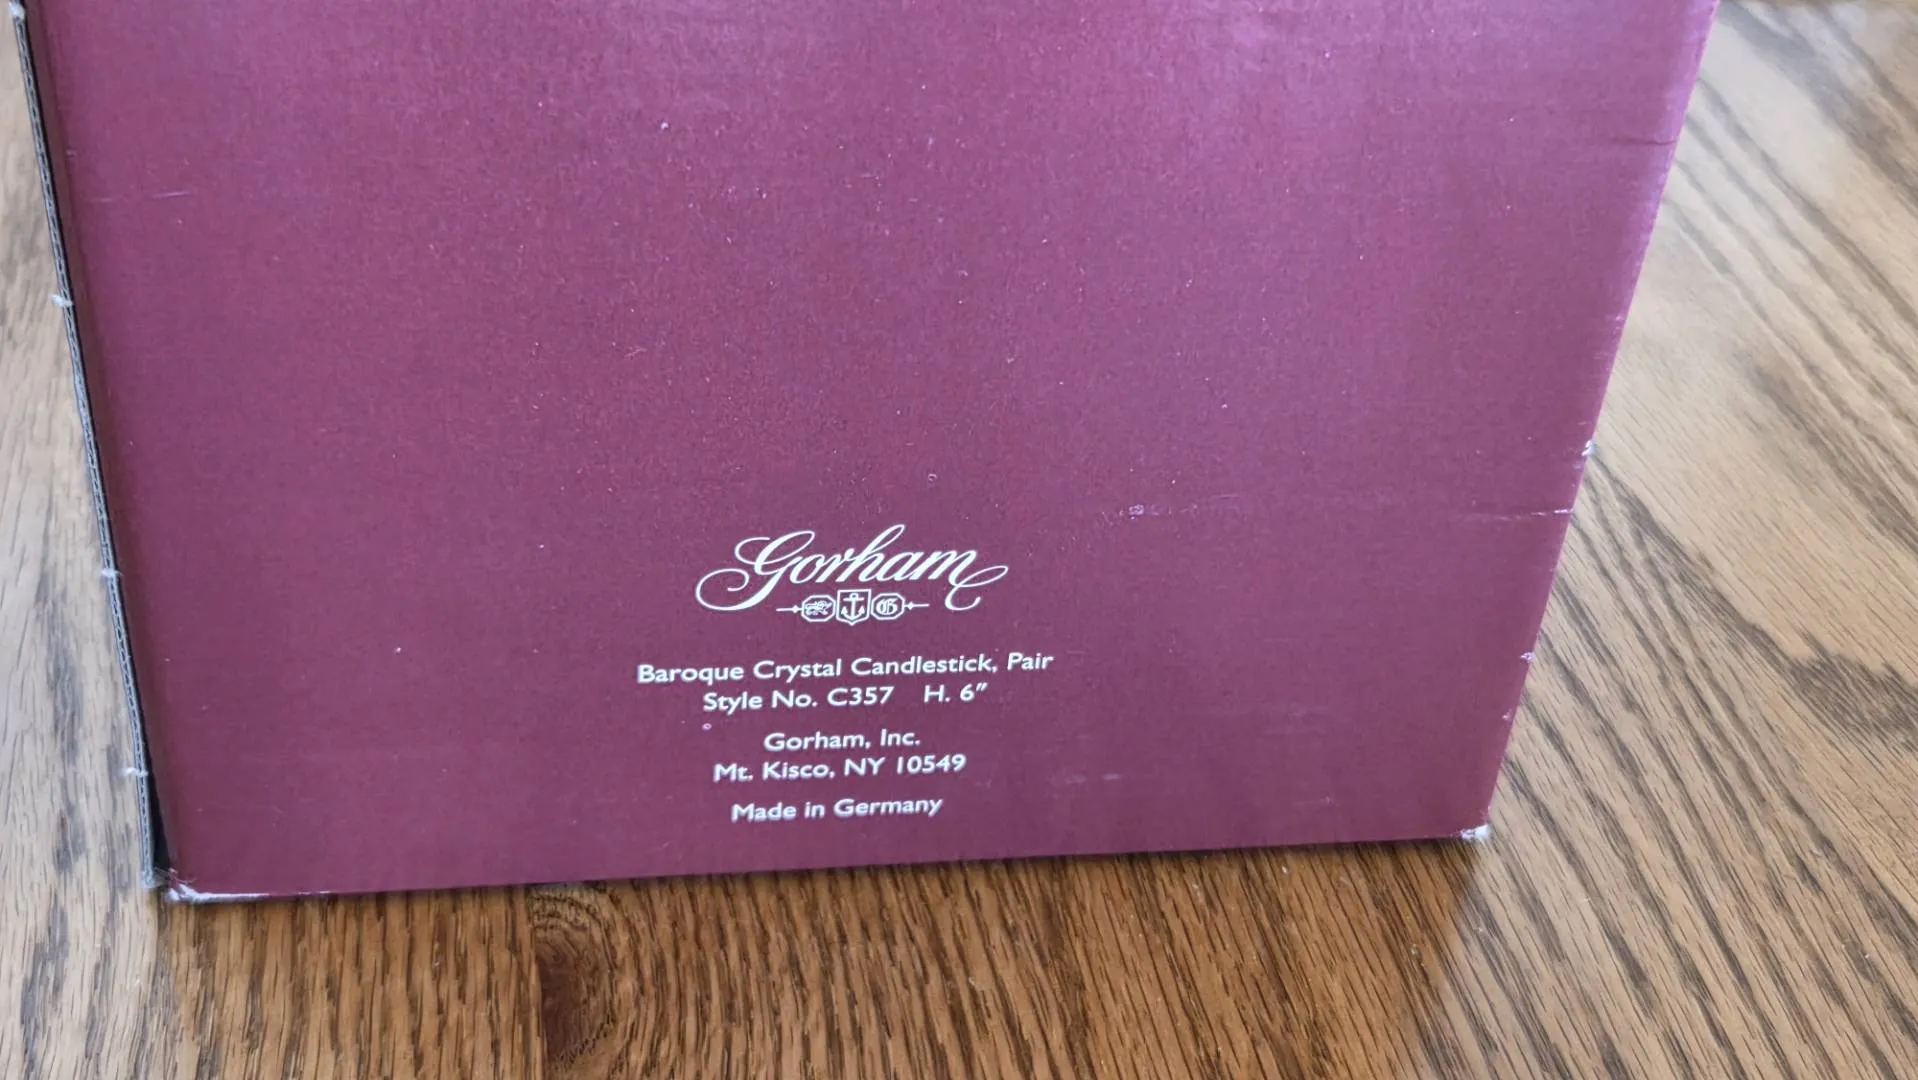 Gorham
G
Baroque Crystal Candlestick, Pair
Style No. C357 H. 6"
Gorham, Inc.
Mt. Kisco, NY 10549
Made in Germany